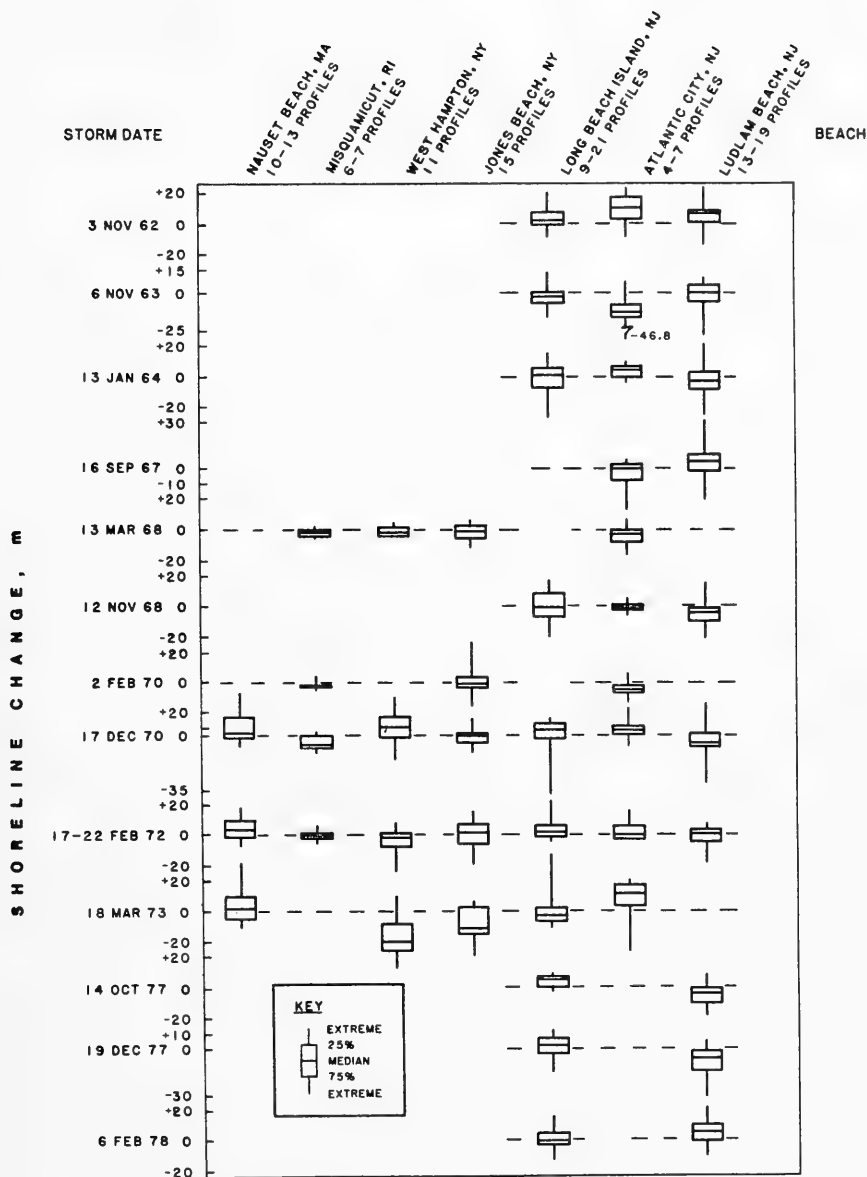 NAUSET BEACH, MA
10-13 PROFILES
MISQUAMICUT, RI
6-7 PROFILES
WEST HAMPTON, NY
11 PROFILES
JONES BEACH, NY
15 PROFILES
LONG BEACH ISLAND, NJ
9-21 PROFILES
ATLANTIC CITY, NJ
4-7 PROFILES
LUDLAM BEACH, NJ
13-19 PROFILES
STORM DATE
BEACH
+20
3 NOV 62 0
-20
+15
6 NOV 63 0
-46.8
-25
+20
13 JAN 64 0
-20
+30
16 SEP 67 0
-10
+20
13 MAR 68 0
-20
+20
12 NOV 68 0
-20
+20
2 FEB 70 0
+20
17 DEC 70 0
-35
+20
17-22 FEB 72 0
-20
+20
18 MAR 73 0
-20
+20
14 OCT 77 0
-20
+10
19 DEC 77 0
-30
+20
6 FEB 78 0
-20
SHORELINE CHANGE, m
KEY
EXTREME
25%
MEDIAN
75%
EXTREME